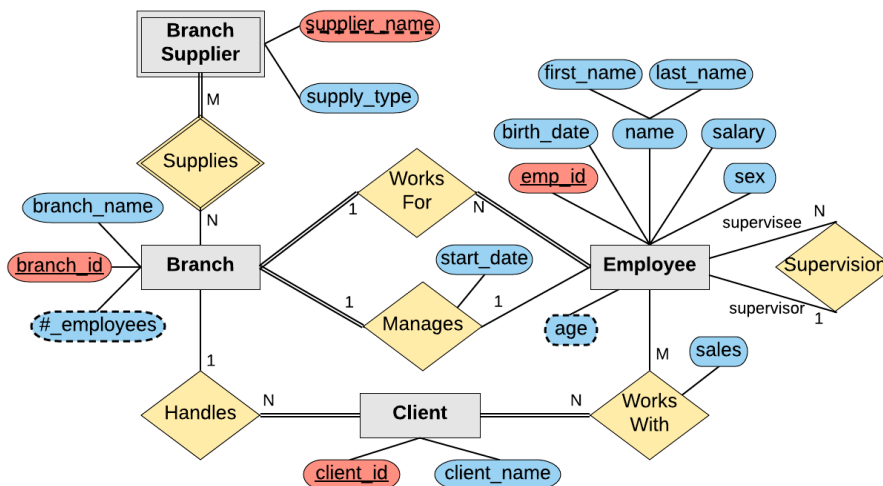 Branch
Supplier
supplier_name
supply_type
M
Supplies
N
first_name
last_name
birth_date
name
salary
emp_id
sex
Works
For
1
N
branch_name
branch_id
#_employees
Branch
start_date
1
Manages
1
Employee
age
supervisee
N
Supervision
supervisor
1
1
Handles
N
Client
N
M
sales
Works
With
client_id
client_name